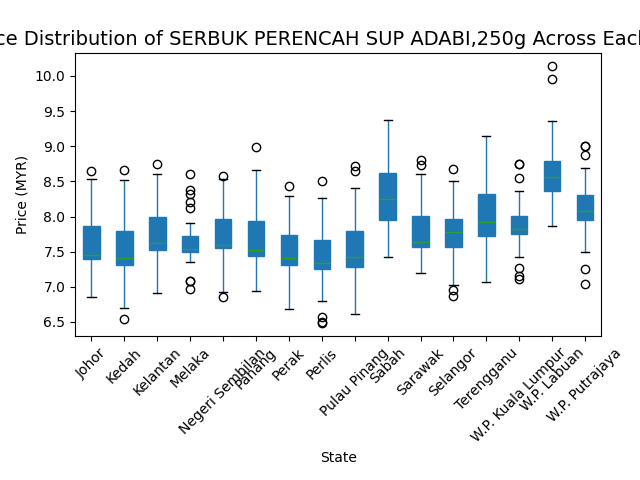 ce Distribution of SERBUK PERENCAH SUP ADABI,250g Across Eac
Price (MYR)
10.0
9.5
9.0
8.5
8.0
7.5
7.0
6.5
Johor
Kedah
Kelantan
Melaka
Negeri Sembilan
Pahang
Perak
Perlis
Pulau Pinang
Sabah
Sarawak
Selangor
Terengganu
W.P. Kuala Lumpur
W.P. Labuan
W.P. Putrajaya
State